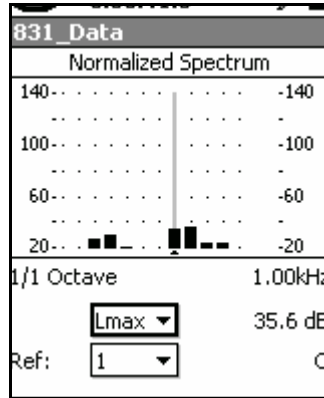 831_Data
Normalized Spectrum
140 -140
100 -100
60 -60
20 -20
1/1 Octave 1.00kHz
Lmax 35.6 dB
Ref: 1